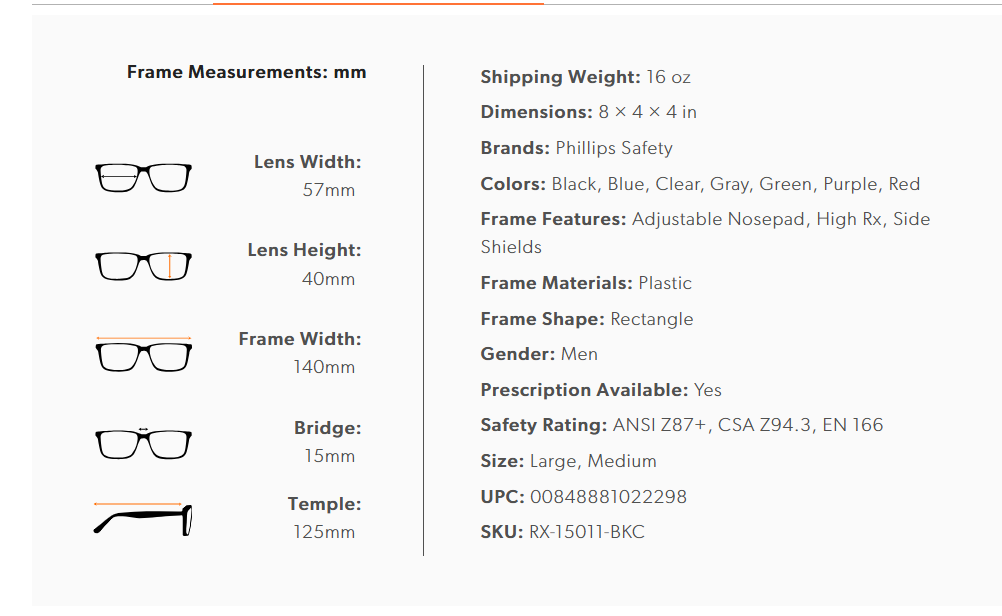 Frame Measurements: mm
Lens Width:
57mm
Lens Height:
40mm
Frame Width:
140mm
Bridge:
15mm
Temple:
125mm
Shipping Weight: 16 oz
Dimensions: 8 × 4 × 4 in
Brands: Phillips Safety
Colors: Black, Blue, Clear, Gray, Green, Purple, Red
Frame Features: Adjustable Nosepad, High Rx, Side
Shields
Frame Materials: Plastic
Frame Shape: Rectangle
Gender: Men
Prescription Available: Yes
Safety Rating: ANSI Z87+, CSA Z94.3, EN 166
Size: Large, Medium
UPC: 00848881022298
SKU: RX-15011-BKC